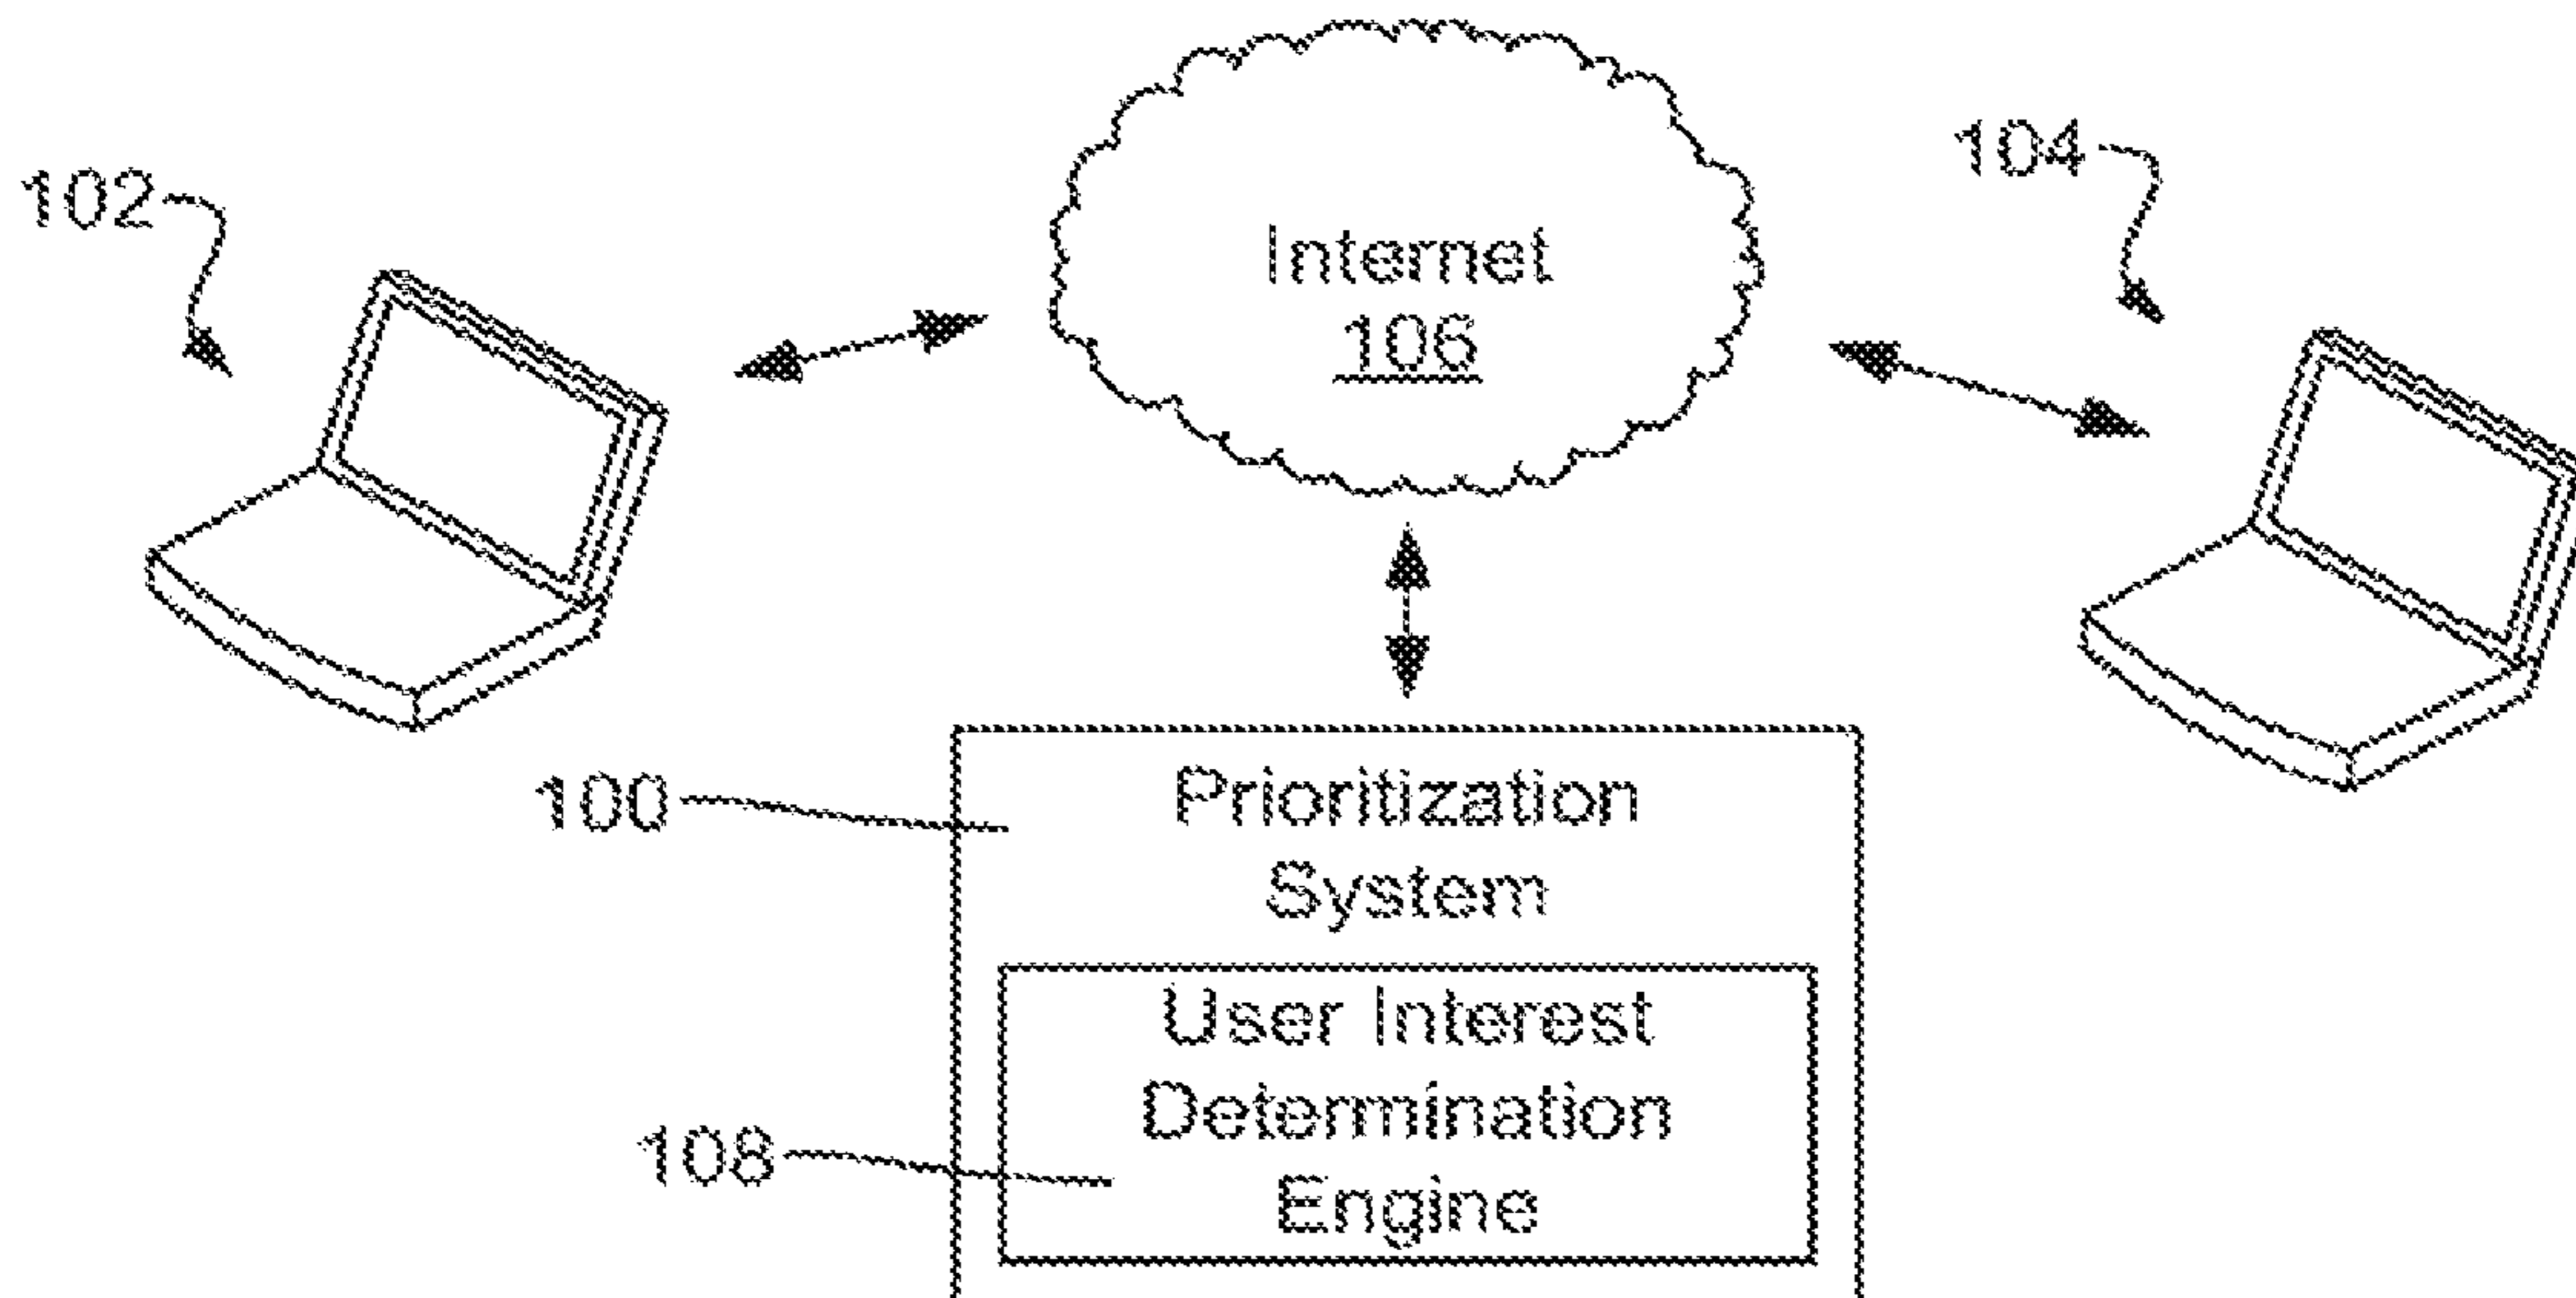 102
104
Internet
106
100
Prioritization
System
User Interest
Determination
108
Engine